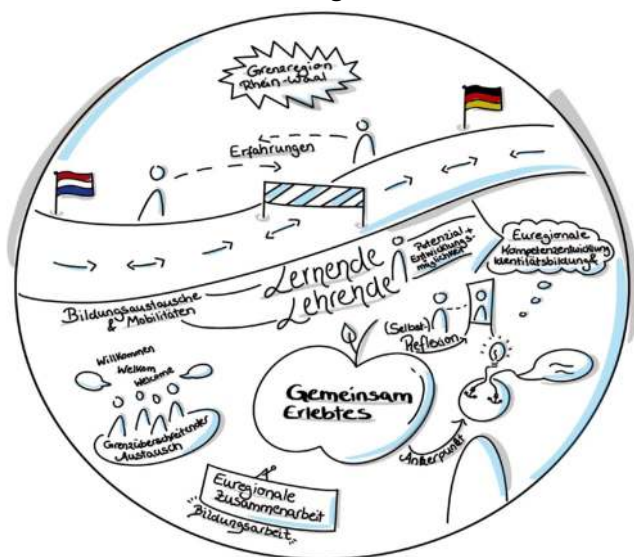 Grenzregion
Rhein-Waal
Erfahrungen
Lernende
Lehrende
Potenzial +
Entwicklungs-
möglichkeit
Euregionale
Kompetenzentwicklung
Identitätsbildung &
Bildungsaustausche
& Mobilitäten
(Selbst-)
Reflexion
Willkommen
Welkom
Welcome
Grenzüberschreitender
Austausch
Gemeinsam
Erlebtes
Ankerpunkt
Euregionale
Zusammenarbeit
Bildungsarbeit